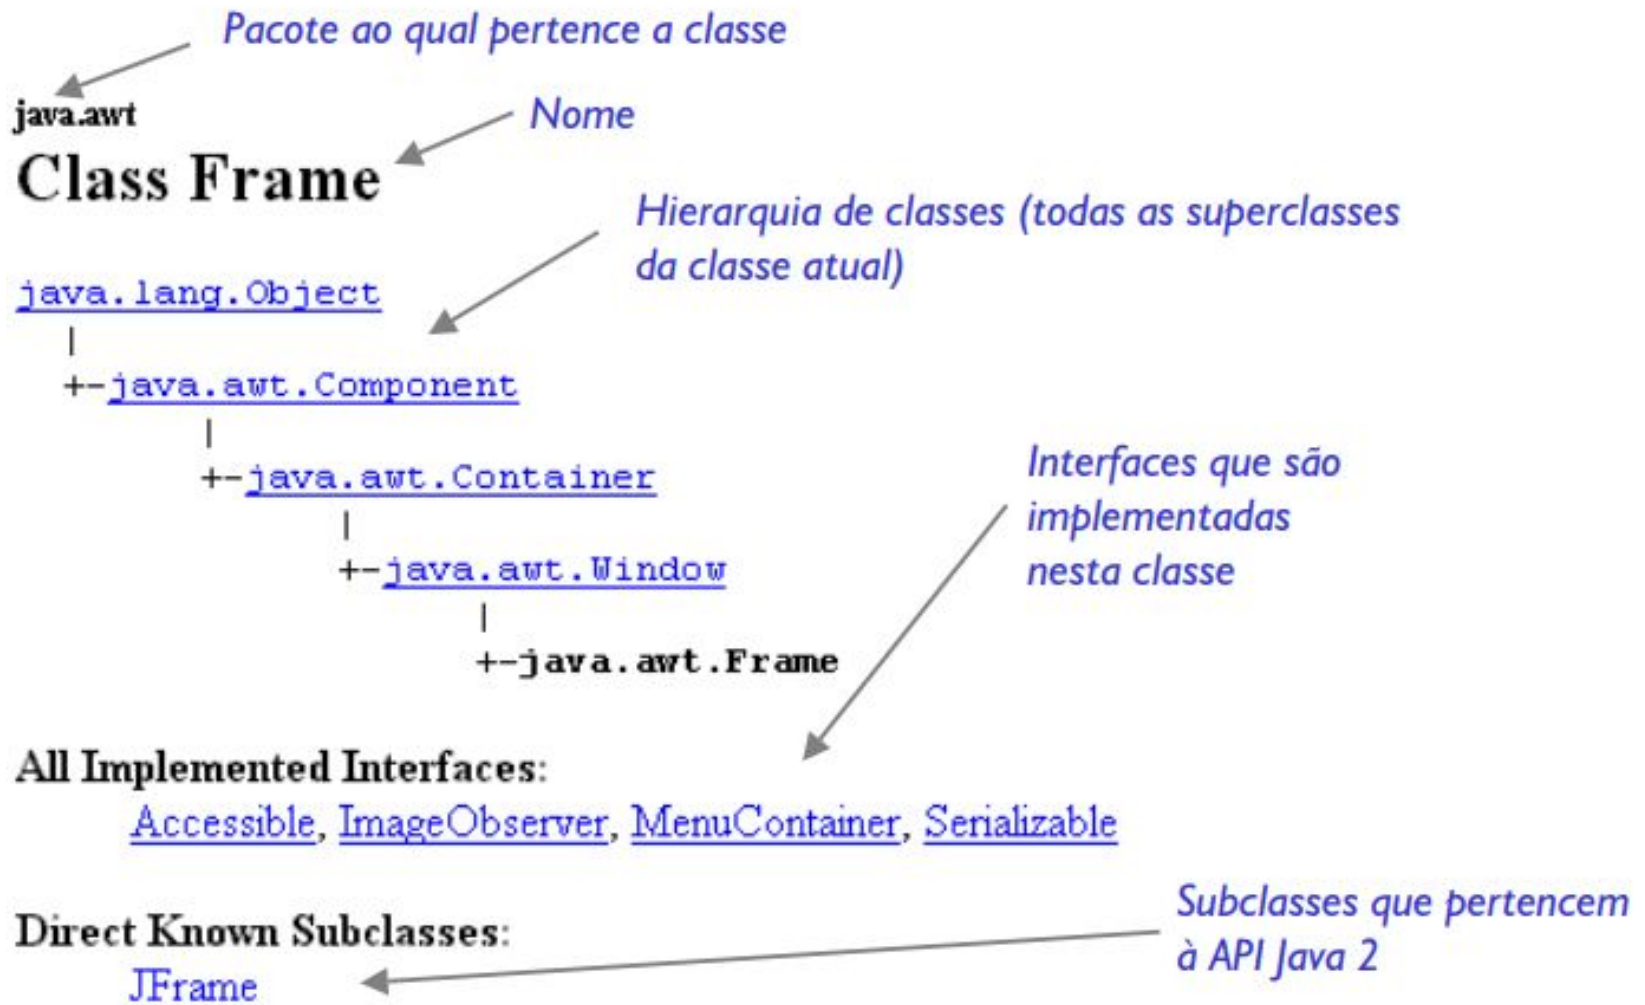 Pacote ao qual pertence a classe
java.awt
Nome
Class Frame
Hierarquia de classes (todas as superclasses
da classe atual)
java.lang.Object
|
+-java.awt.Component
|
+-java.awt.Container
|
+-java.awt.Window
|
+-java.awt.Frame
Interfaces que são
implementadas
nesta classe
All Implemented Interfaces:
Accessible, ImageObserver, MenuContainer, Serializable
Direct Known Subclasses:
JFrame
Subclasses que pertencem
à API Java 2